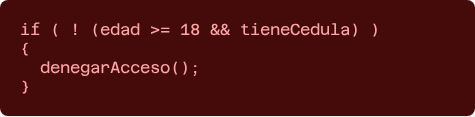 if ( ! (edad >= 18 && tieneCedula) )
{
  denegarAcceso();
}